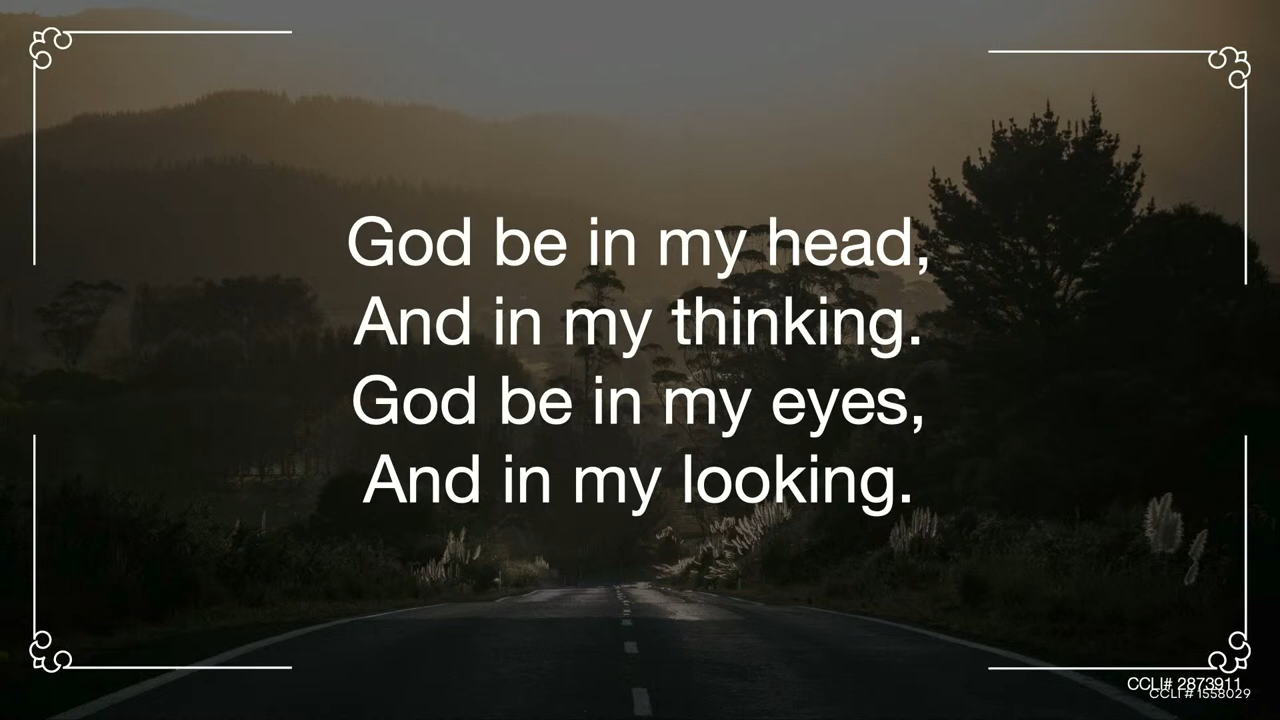 God be in my head,
And in my thinking.
God be in my eyes,
And in my looking.
CCLI# 2873911
CCLI # 1558029